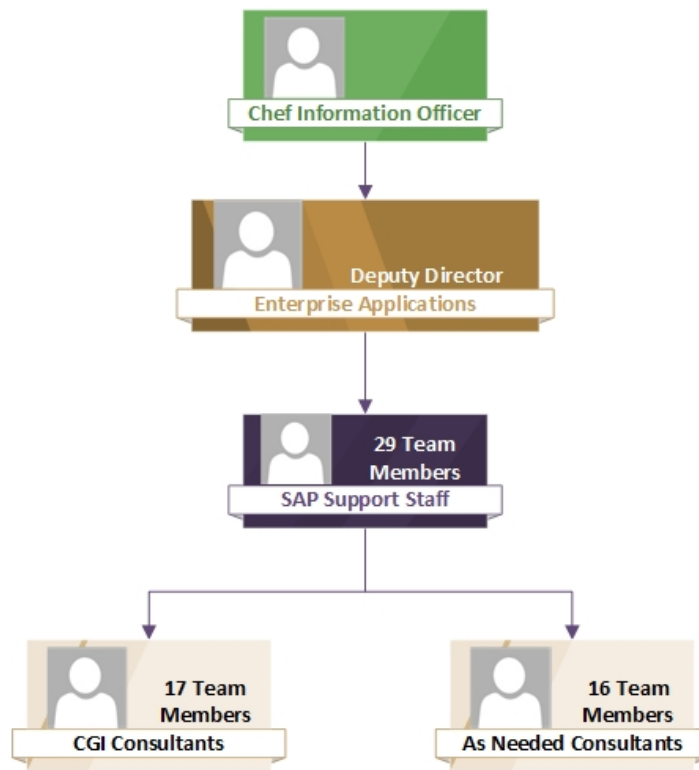 Chef Information Officer
Deputy Director
Enterprise Applications
29 Team
Members
SAP Support Staff
17 Team
Members
CGI Consultants
16 Team
Members
As Needed Consultants